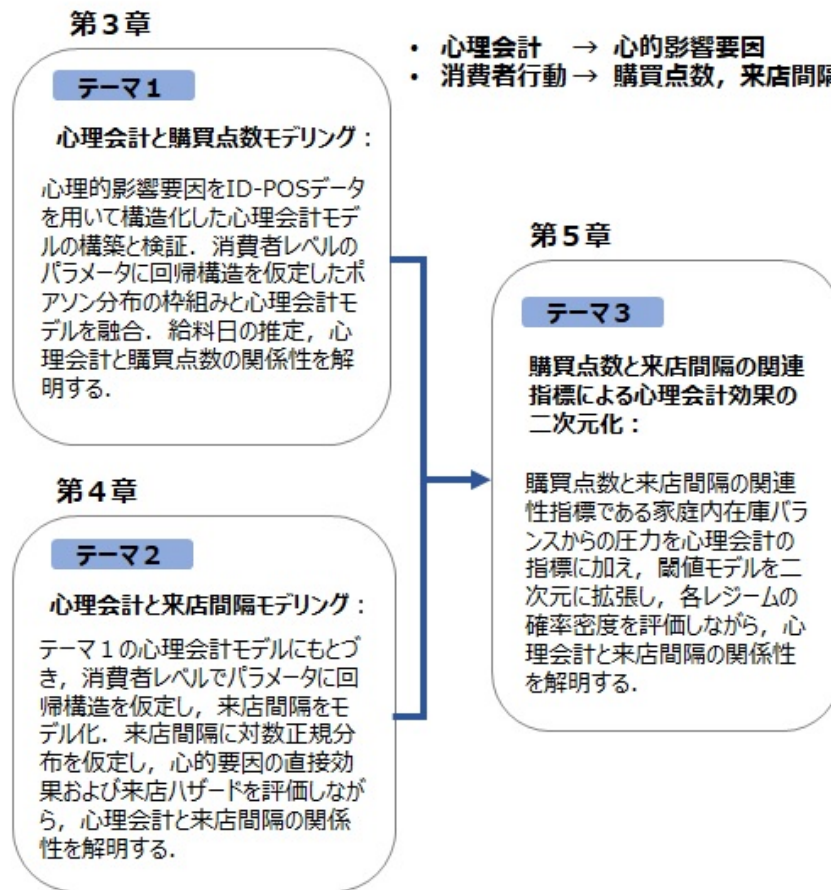 第３章
・ 心理会計 → 心的影響要因
・ 消費者行動 → 購買点数，来店間隔
テーマ１
心理会計と購買点数モデリング：
心理的影響要因をID-POSデータ
を用いて構造化した心理会計モデ
ルの構築と検証．消費者レベルの
パラメータに回帰構造を仮定したポ
アソン分布の枠組みと心理会計モ
デルを融合．給料日の推定，心
理会計と購買点数の関係性を解
明する．
第４章
テーマ２
心理会計と来店間隔モデリング：
テーマ１の心理会計モデルにもとづ
き，消費者レベルでパラメータに回
帰構造を仮定し，来店間隔をモ
デル化．来店間隔に対数正規分
布を仮定し，心的要因の直接効
果および来店ハザードを評価しなが
ら，心理会計と来店間隔の関係
性を解明する．
第５章
テーマ３
購買点数と来店間隔の関連
指標による心理会計効果の
二次元化：
購買点数と来店間隔の関連
性指標である家庭内在庫バラ
ンスからの圧力を心理会計の
指標に加え，閾値モデルを二
次元に拡張し，各レジームの
確率密度を評価しながら，心
理会計と来店間隔の関係性
を解明する．